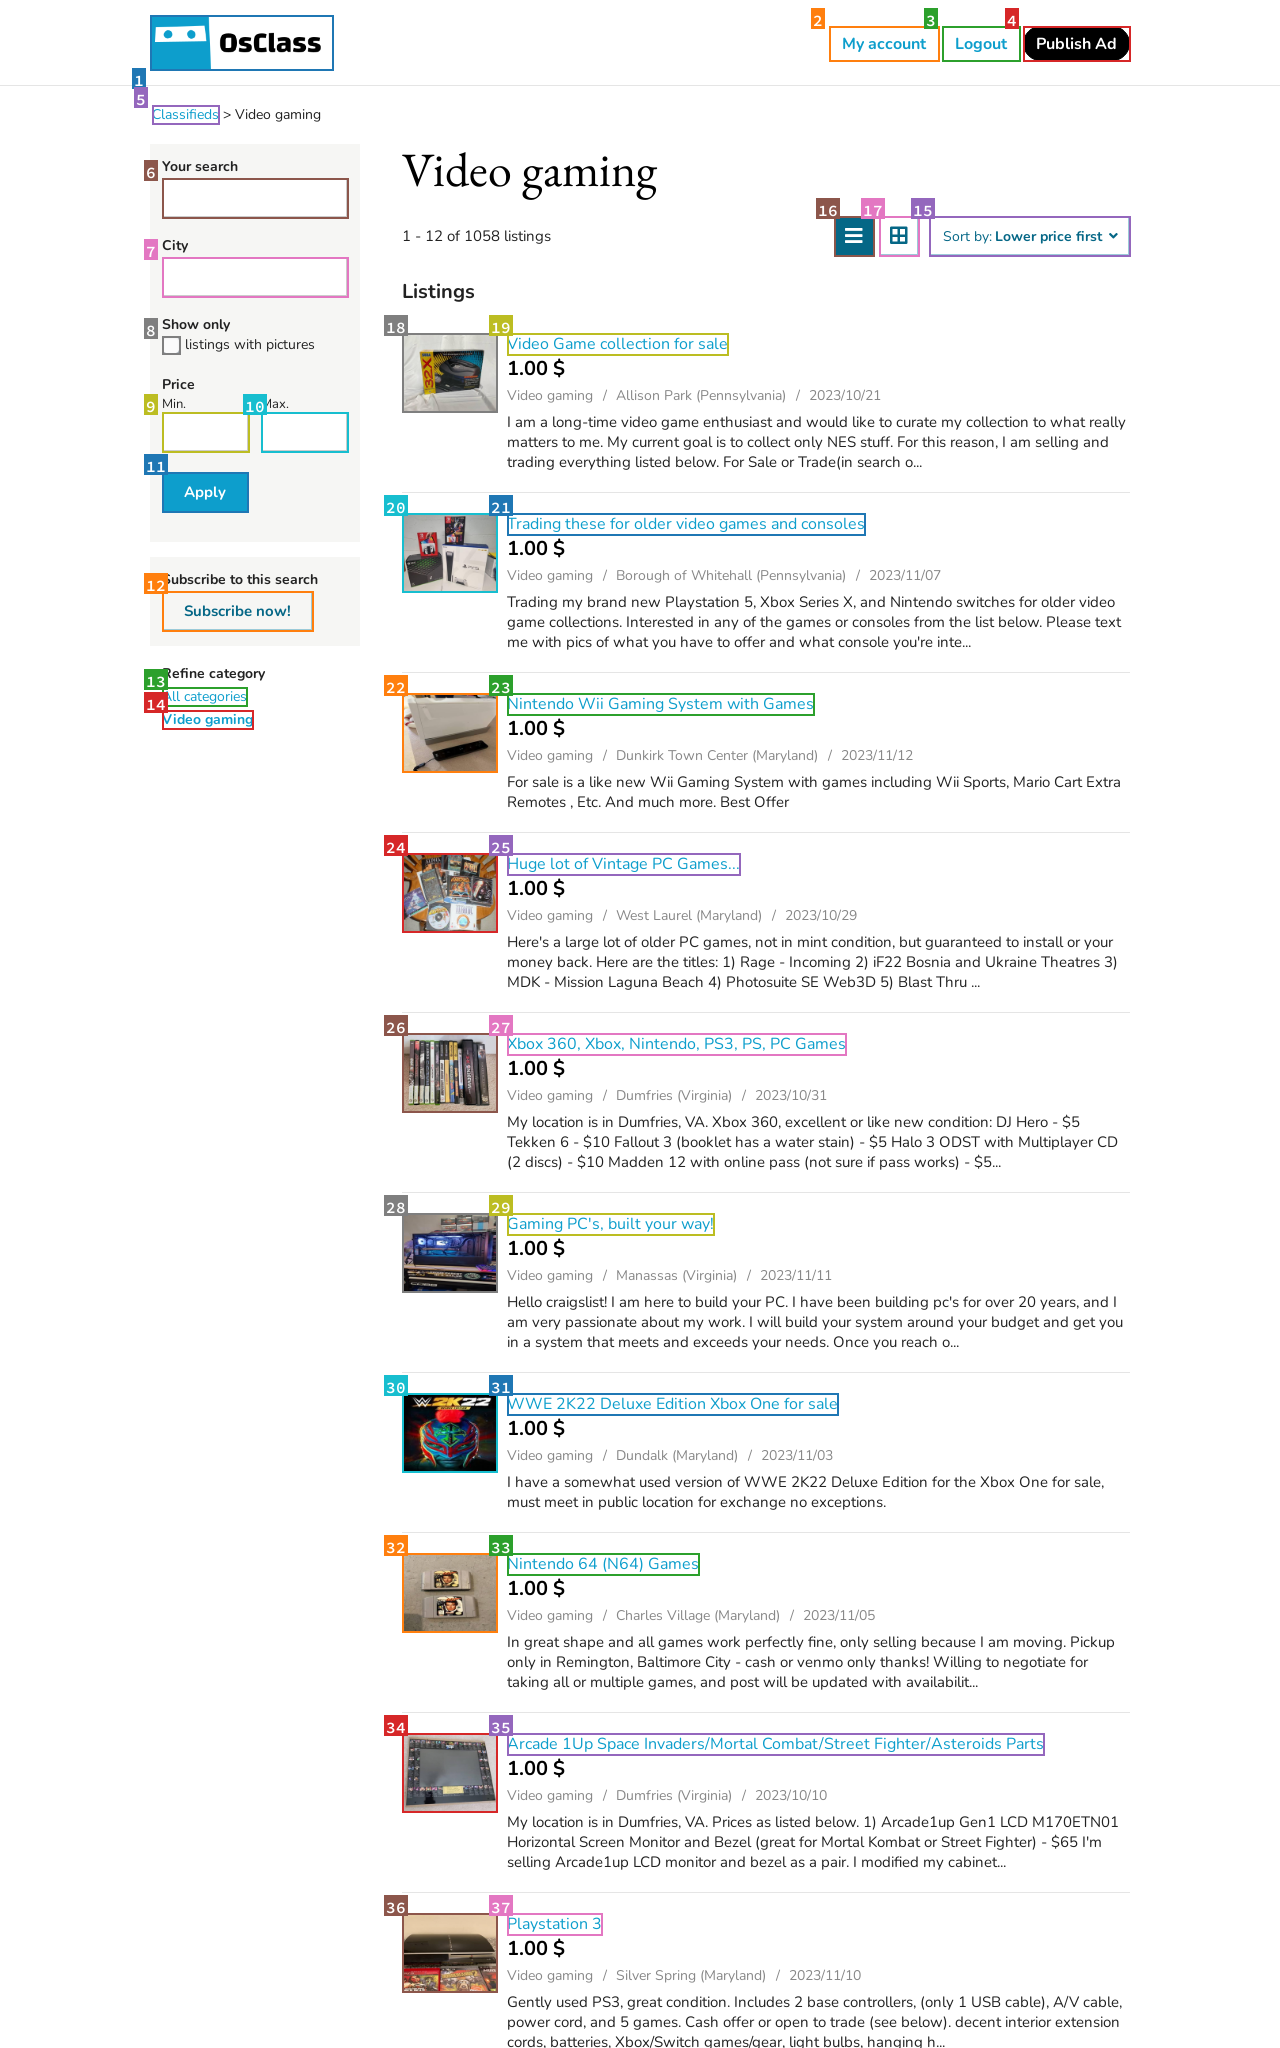 OsClass
1
2
My account
3
Logout
4
Publish Ad
5
Classifieds > Video gaming
6
Your search
7
City
8
Show only
listings with pictures
Price
9
Min.
10
Max.
11
Apply
12
Subscribe to this search
Subscribe now!
Refine category
13
All categories
14
Video gaming
Video gaming
1 - 12 of 1058 listings
16
17
15
Sort by: Lower price first
Listings
18
19
Video Game collection for sale
1.00 $
Video gaming / Allison Park (Pennsylvania) / 2023/10/21
I am a long-time video game enthusiast and would like to curate my collection to what really
matters to me. My current goal is to collect only NES stuff. For this reason, I am selling and
trading everything listed below. For Sale or Trade(in search o...
20
21
Trading these for older video games and consoles
1.00 $
Video gaming / Borough of Whitehall (Pennsylvania) / 2023/11/07
Trading my brand new Playstation 5, Xbox Series X, and Nintendo switches for older video
game collections. Interested in any of the games or consoles from the list below. Please text
me with pics of what you have to offer and what console you're inte...
22
23
Nintendo Wii Gaming System with Games
1.00 $
Video gaming / Dunkirk Town Center (Maryland) / 2023/11/12
For sale is a like new Wii Gaming System with games including Wii Sports, Mario Cart Extra
Remotes , Etc. And much more. Best Offer
24
25
Huge lot of Vintage PC Games...
1.00 $
Video gaming / West Laurel (Maryland) / 2023/10/29
Here's a large lot of older PC games, not in mint condition, but guaranteed to install or your
money back. Here are the titles: 1) Rage - Incoming 2) iF22 Bosnia and Ukraine Theatres 3)
MDK - Mission Laguna Beach 4) Photosuite SE Web3D 5) Blast Thru ...
26
27
Xbox 360, Xbox, Nintendo, PS3, PS, PC Games
1.00 $
Video gaming / Dumfries (Virginia) / 2023/10/31
My location is in Dumfries, VA. Xbox 360, excellent or like new condition: DJ Hero - $5
Tekken 6 - $10 Fallout 3 (booklet has a water stain) - $5 Halo 3 ODST with Multiplayer CD
(2 discs) - $10 Madden 12 with online pass (not sure if pass works) - $5...
28
29
Gaming PC's, built your way!
1.00 $
Video gaming / Manassas (Virginia) / 2023/11/11
Hello craigslist! I am here to build your PC. I have been building pc's for over 20 years, and I
am very passionate about my work. I will build your system around your budget and get you
in a system that meets and exceeds your needs. Once you reach o...
30
2K22
31
WWE 2K22 Deluxe Edition Xbox One for sale
1.00 $
Video gaming / Dundalk (Maryland) / 2023/11/03
I have a somewhat used version of WWE 2K22 Deluxe Edition for the Xbox One for sale,
must meet in public location for exchange no exceptions.
32
33
Nintendo 64 (N64) Games
1.00 $
Video gaming / Charles Village (Maryland) / 2023/11/05
In great shape and all games work perfectly fine, only selling because I am moving. Pickup
only in Remington, Baltimore City - cash or venmo only thanks! Willing to negotiate for
taking all or multiple games, and post will be updated with availabilit...
34
35
Arcade 1Up Space Invaders/Mortal Combat/Street Fighter/Asteroids Parts
1.00 $
Video gaming / Dumfries (Virginia) / 2023/10/10
My location is in Dumfries, VA. Prices as listed below. 1) Arcade1up Gen1 LCD M170ETN01
Horizontal Screen Monitor and Bezel (great for Mortal Kombat or Street Fighter) - $65 I'm
selling Arcade1up LCD monitor and bezel as a pair. I modified my cabinet...
36
37
Playstation 3
1.00 $
Video gaming / Silver Spring (Maryland) / 2023/11/10
Gently used PS3, great condition. Includes 2 base controllers, (only 1 USB cable), A/V cable,
power cord, and 5 games. Cash offer or open to trade (see below). decent interior extension
cords, batteries, Xbox/Switch games/gear, light bulbs, hanging h...